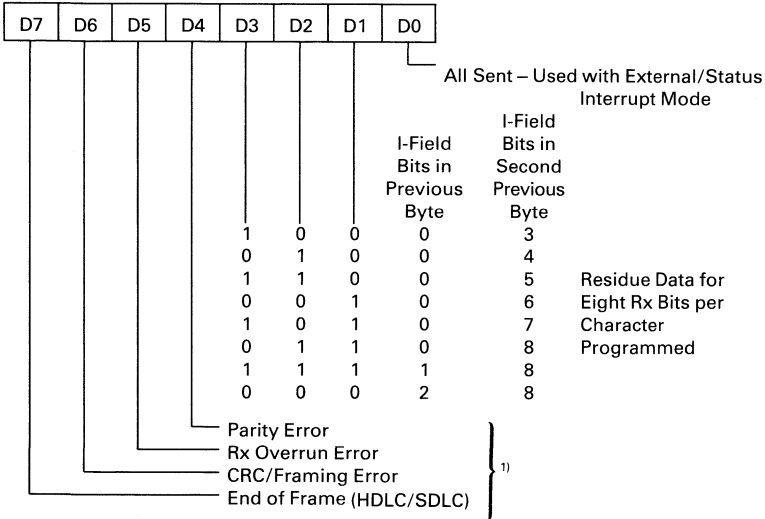 D7 D6 D5 D4 D3 D2 D1 D0
All Sent – Used with External/Status
Interrupt Mode
I-Field
Bits in
Previous
Byte
I-Field
Bits in
Second
Previous
Byte
1 0 0 0 3
0 1 0 0 4
1 1 0 0 5 Residue Data for
0 0 1 0 6 Eight Rx Bits per
1 0 1 0 7 Character
0 1 1 0 8 Programmed
1 1 1 1 8
0 0 0 2 8
Parity Error
Rx Overrun Error
CRC/Framing Error
End of Frame (HDLC/SDLC)
1)